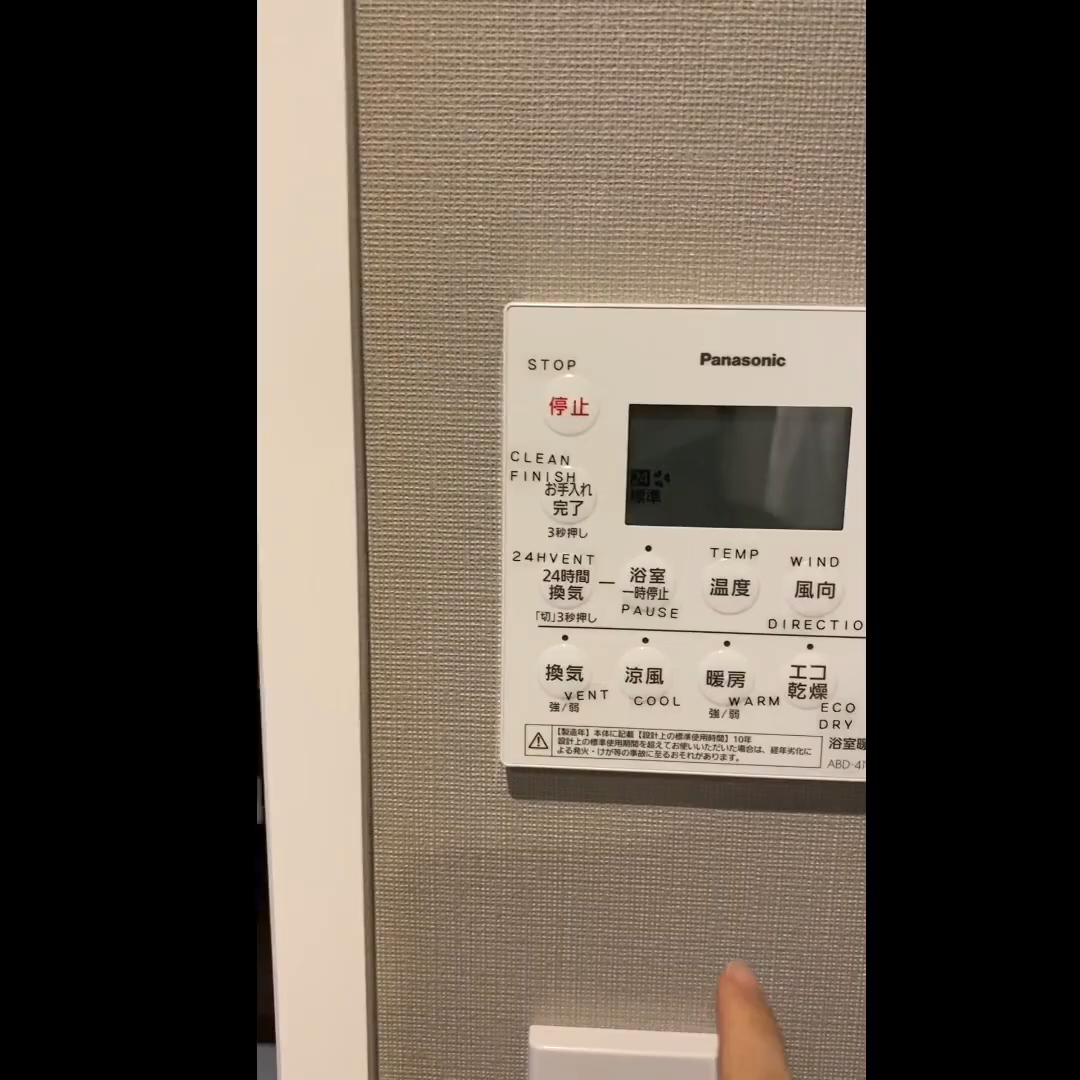 Panasonic
STOP
停止
CLEAN
FINISH
お手入れ
完了
3秒押し
24
標準
24HVENT
24時間
換気
「切」3秒押し
浴室
一時停止
PAUSE
TEMP
温度
WIND
風向
DIRECTIO
換気
VENT
強/弱
涼風
COOL
暖房
WARM
強/弱
エコ
乾燥
ECO
DRY
【製造年】本体に記載【設計上の標準使用時間】10年
設計上の標準使用期間を超えてお使いいただいた場合は、経年劣化に
よる発火・けが等の事故に至るおそれがあります。
浴室暖
ABD-41